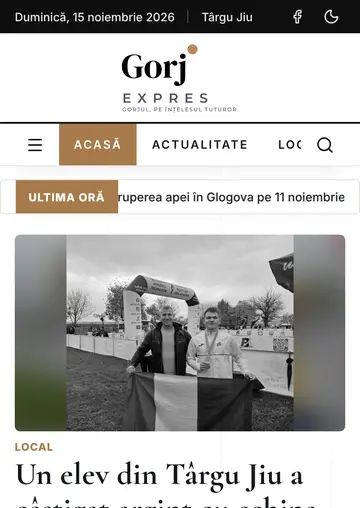 Duminică, 15 noiembrie 2026 Târgu Jiu
Gorj
EXPRES
GORJUL, PE ÎNȚELESUL TUTUROR.
ACASĂ ACTUALITATE
ULTIMA ORĂ ruperea apei în Glogova pe 11 noiembrie
LOCAL
Un elev din Târgu Jiu a